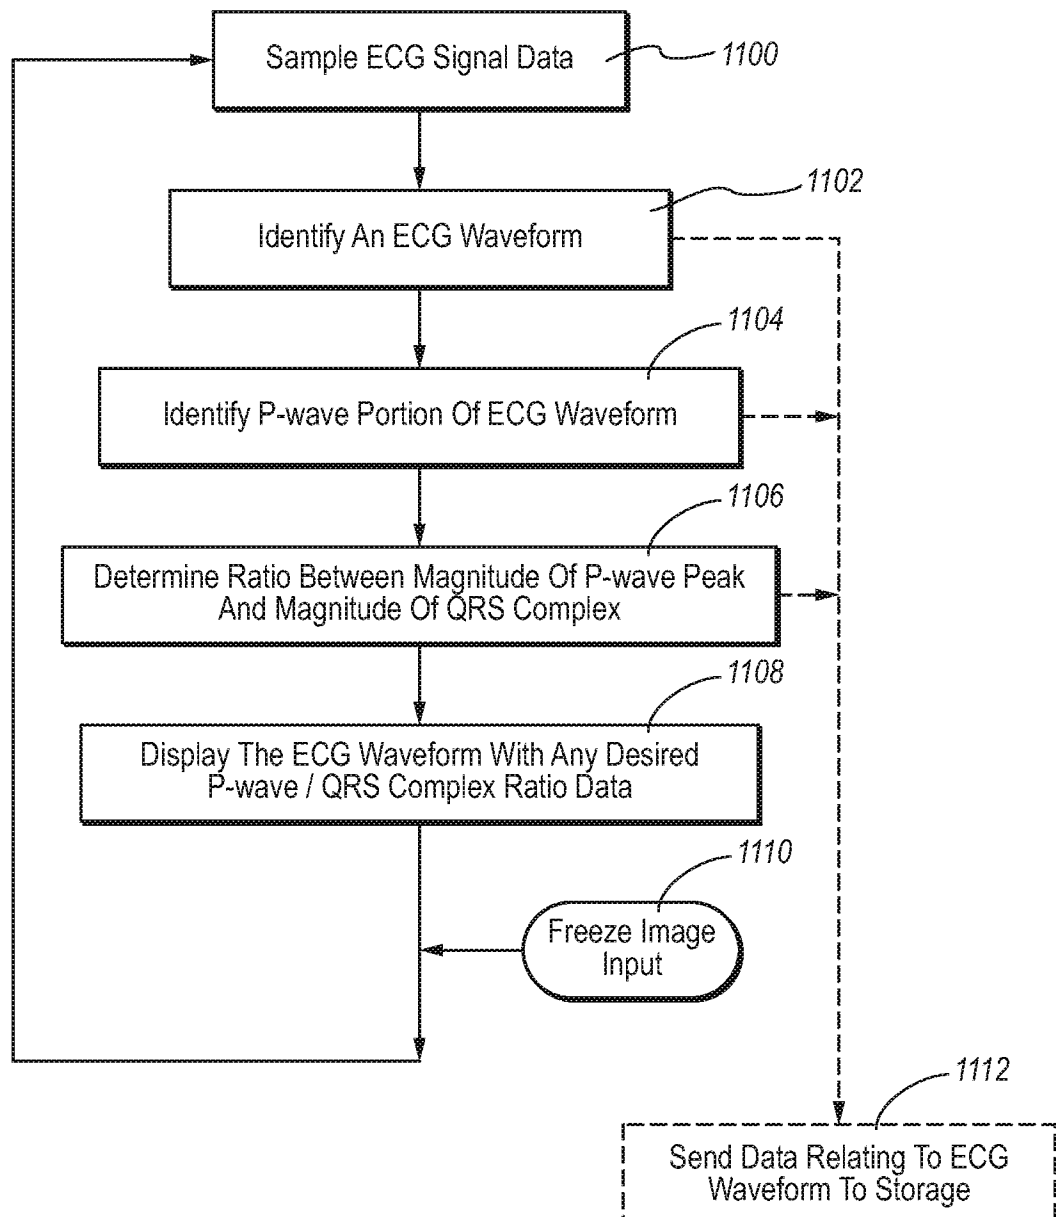 Sample ECG Signal Data
1100
1102
Identify An ECG Waveform
1104
Identify P-wave Portion Of ECG Waveform
1106
Determine Ratio Between Magnitude Of P-wave Peak
And Magnitude Of QRS Complex
1108
Display The ECG Waveform With Any Desired
P-wave / QRS Complex Ratio Data
1110
Freeze Image
Input
1112
Send Data Relating To ECG
Waveform To Storage